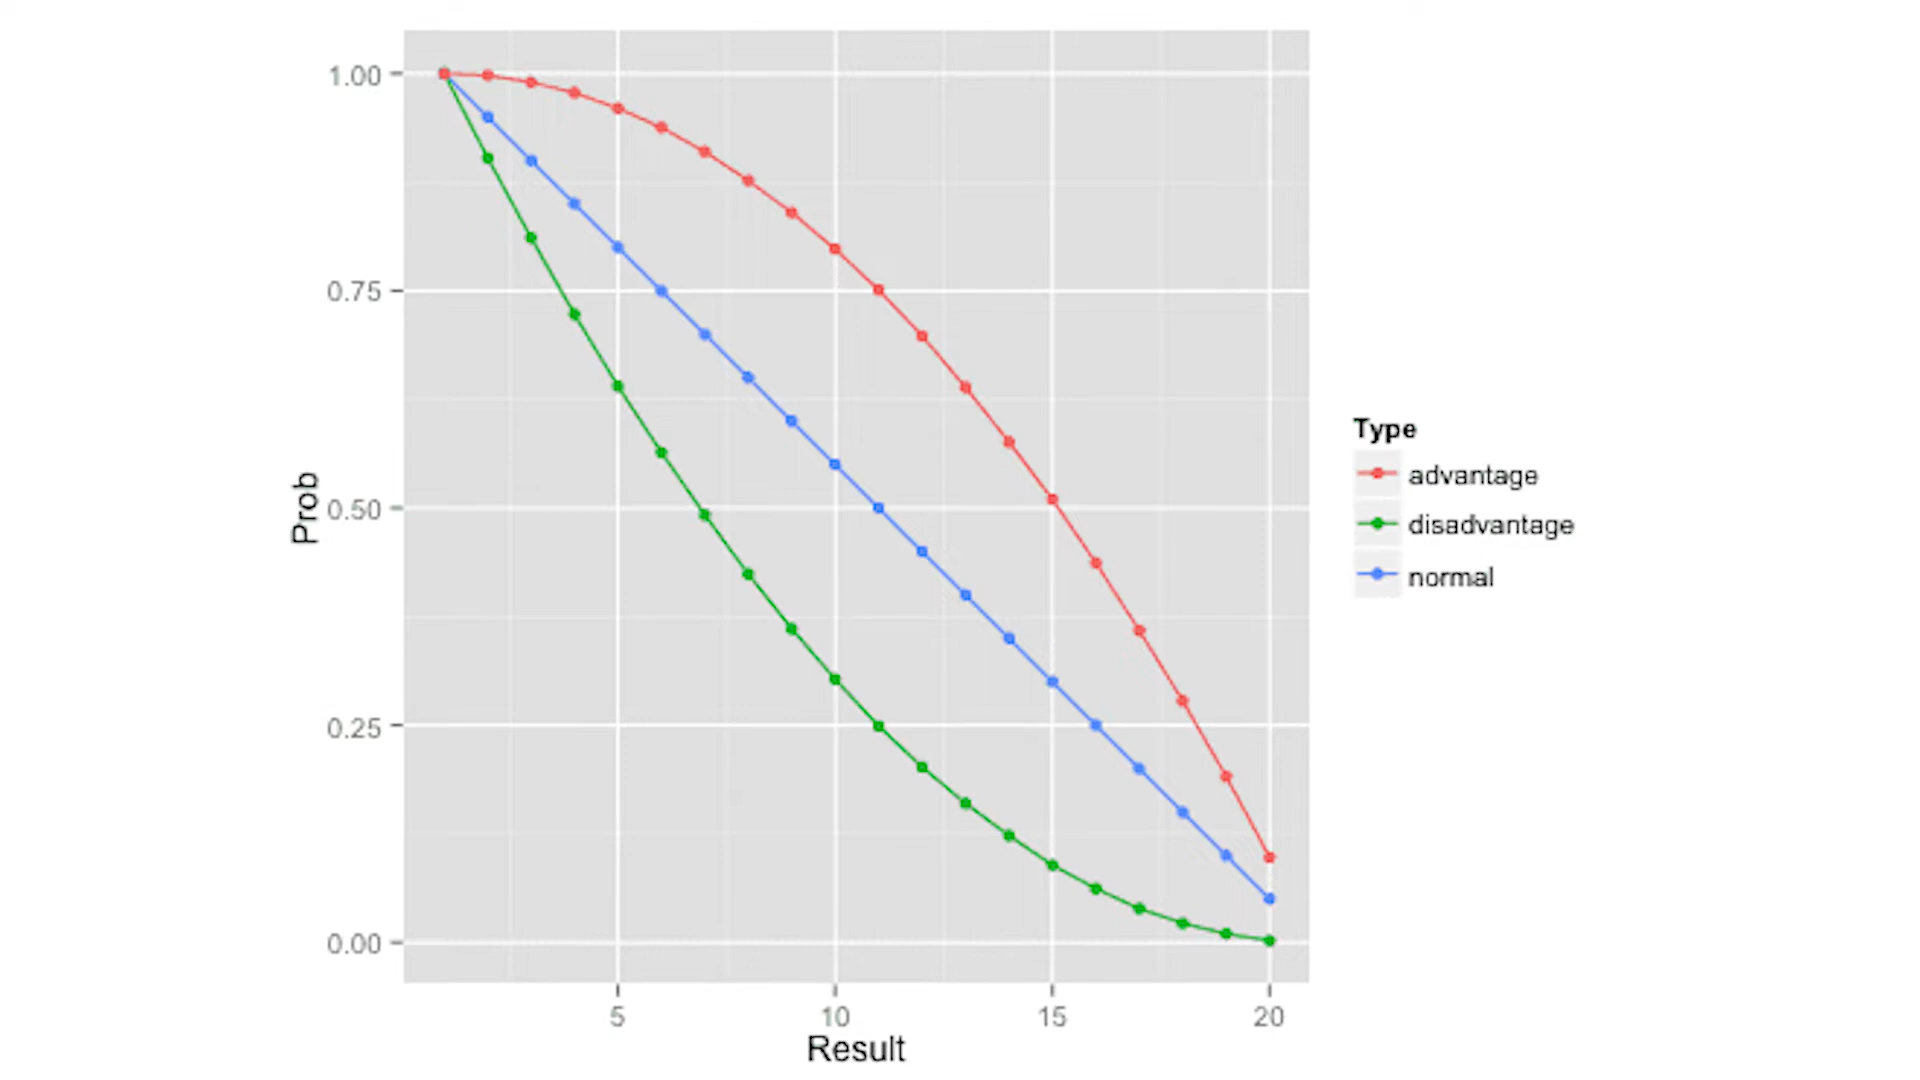 1.00
0.75
0.50
0.25
0.00
Prob
5 10 15 20
Result
Type
advantage
disadvantage
normal